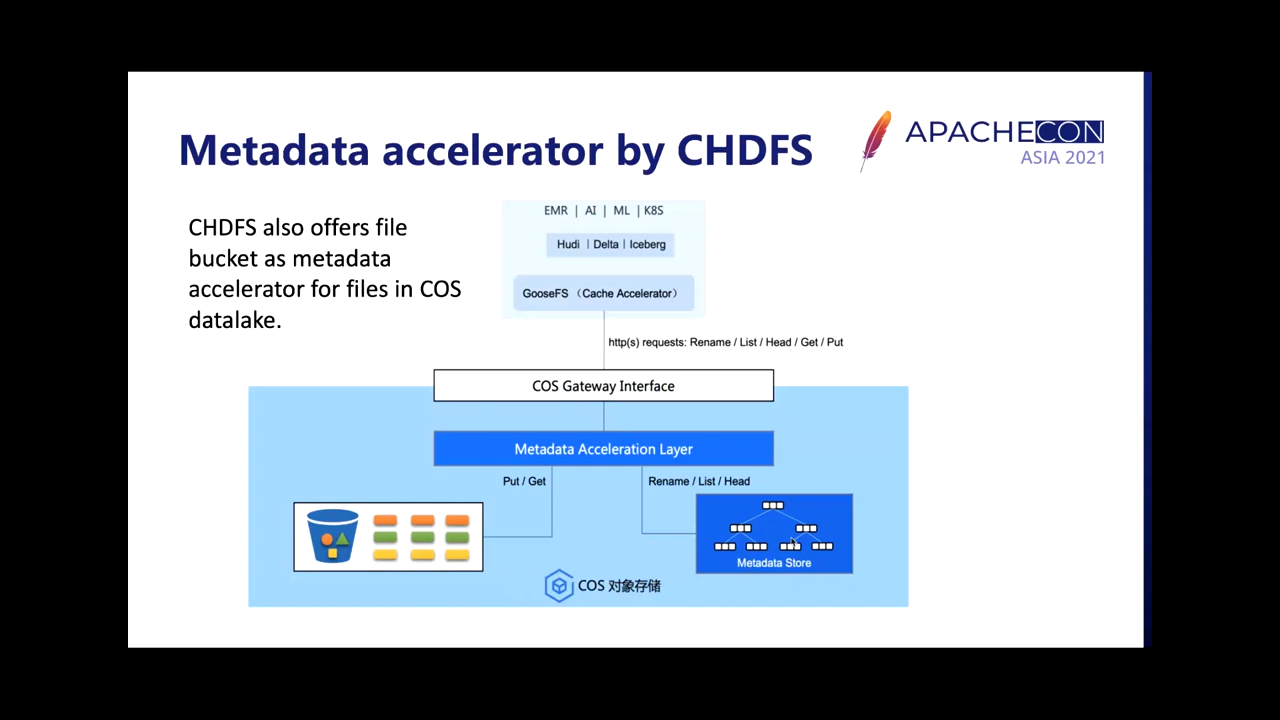 Metadata accelerator by CHDFS
APACHECON
ASIA 2021
CHDFS also offers file
bucket as metadata
accelerator for files in COS
datalake.
EMR | AI | ML | K8S
Hudi | Delta | Iceberg
GooseFS （Cache Accelerator）
http(s) requests: Rename / List / Head / Get / Put
COS Gateway Interface
Metadata Acceleration Layer
Put / Get
Rename / List / Head
Metadata Store
COS 对象存储